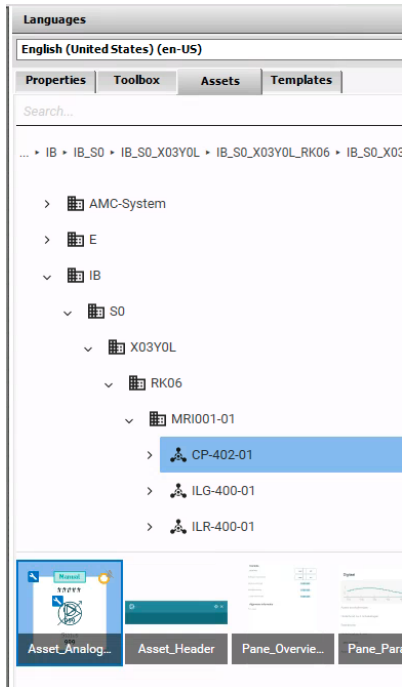 Languages
English (United States) (en-US)
Properties Toolbox Assets Templates
Search...
... ▸ IB ▸ IB_S0 ▸ IB_S0_X03Y0L ▸ IB_S0_X03Y0L_RK06 ▸ IB_S0_X03
AMC-System
E
IB
S0
X03Y0L
RK06
MRI001-01
CP-402-01
ILG-400-01
ILR-400-01
Manual
Asset_Analog... Asset_Header Pane_Overvie... Pane_Para